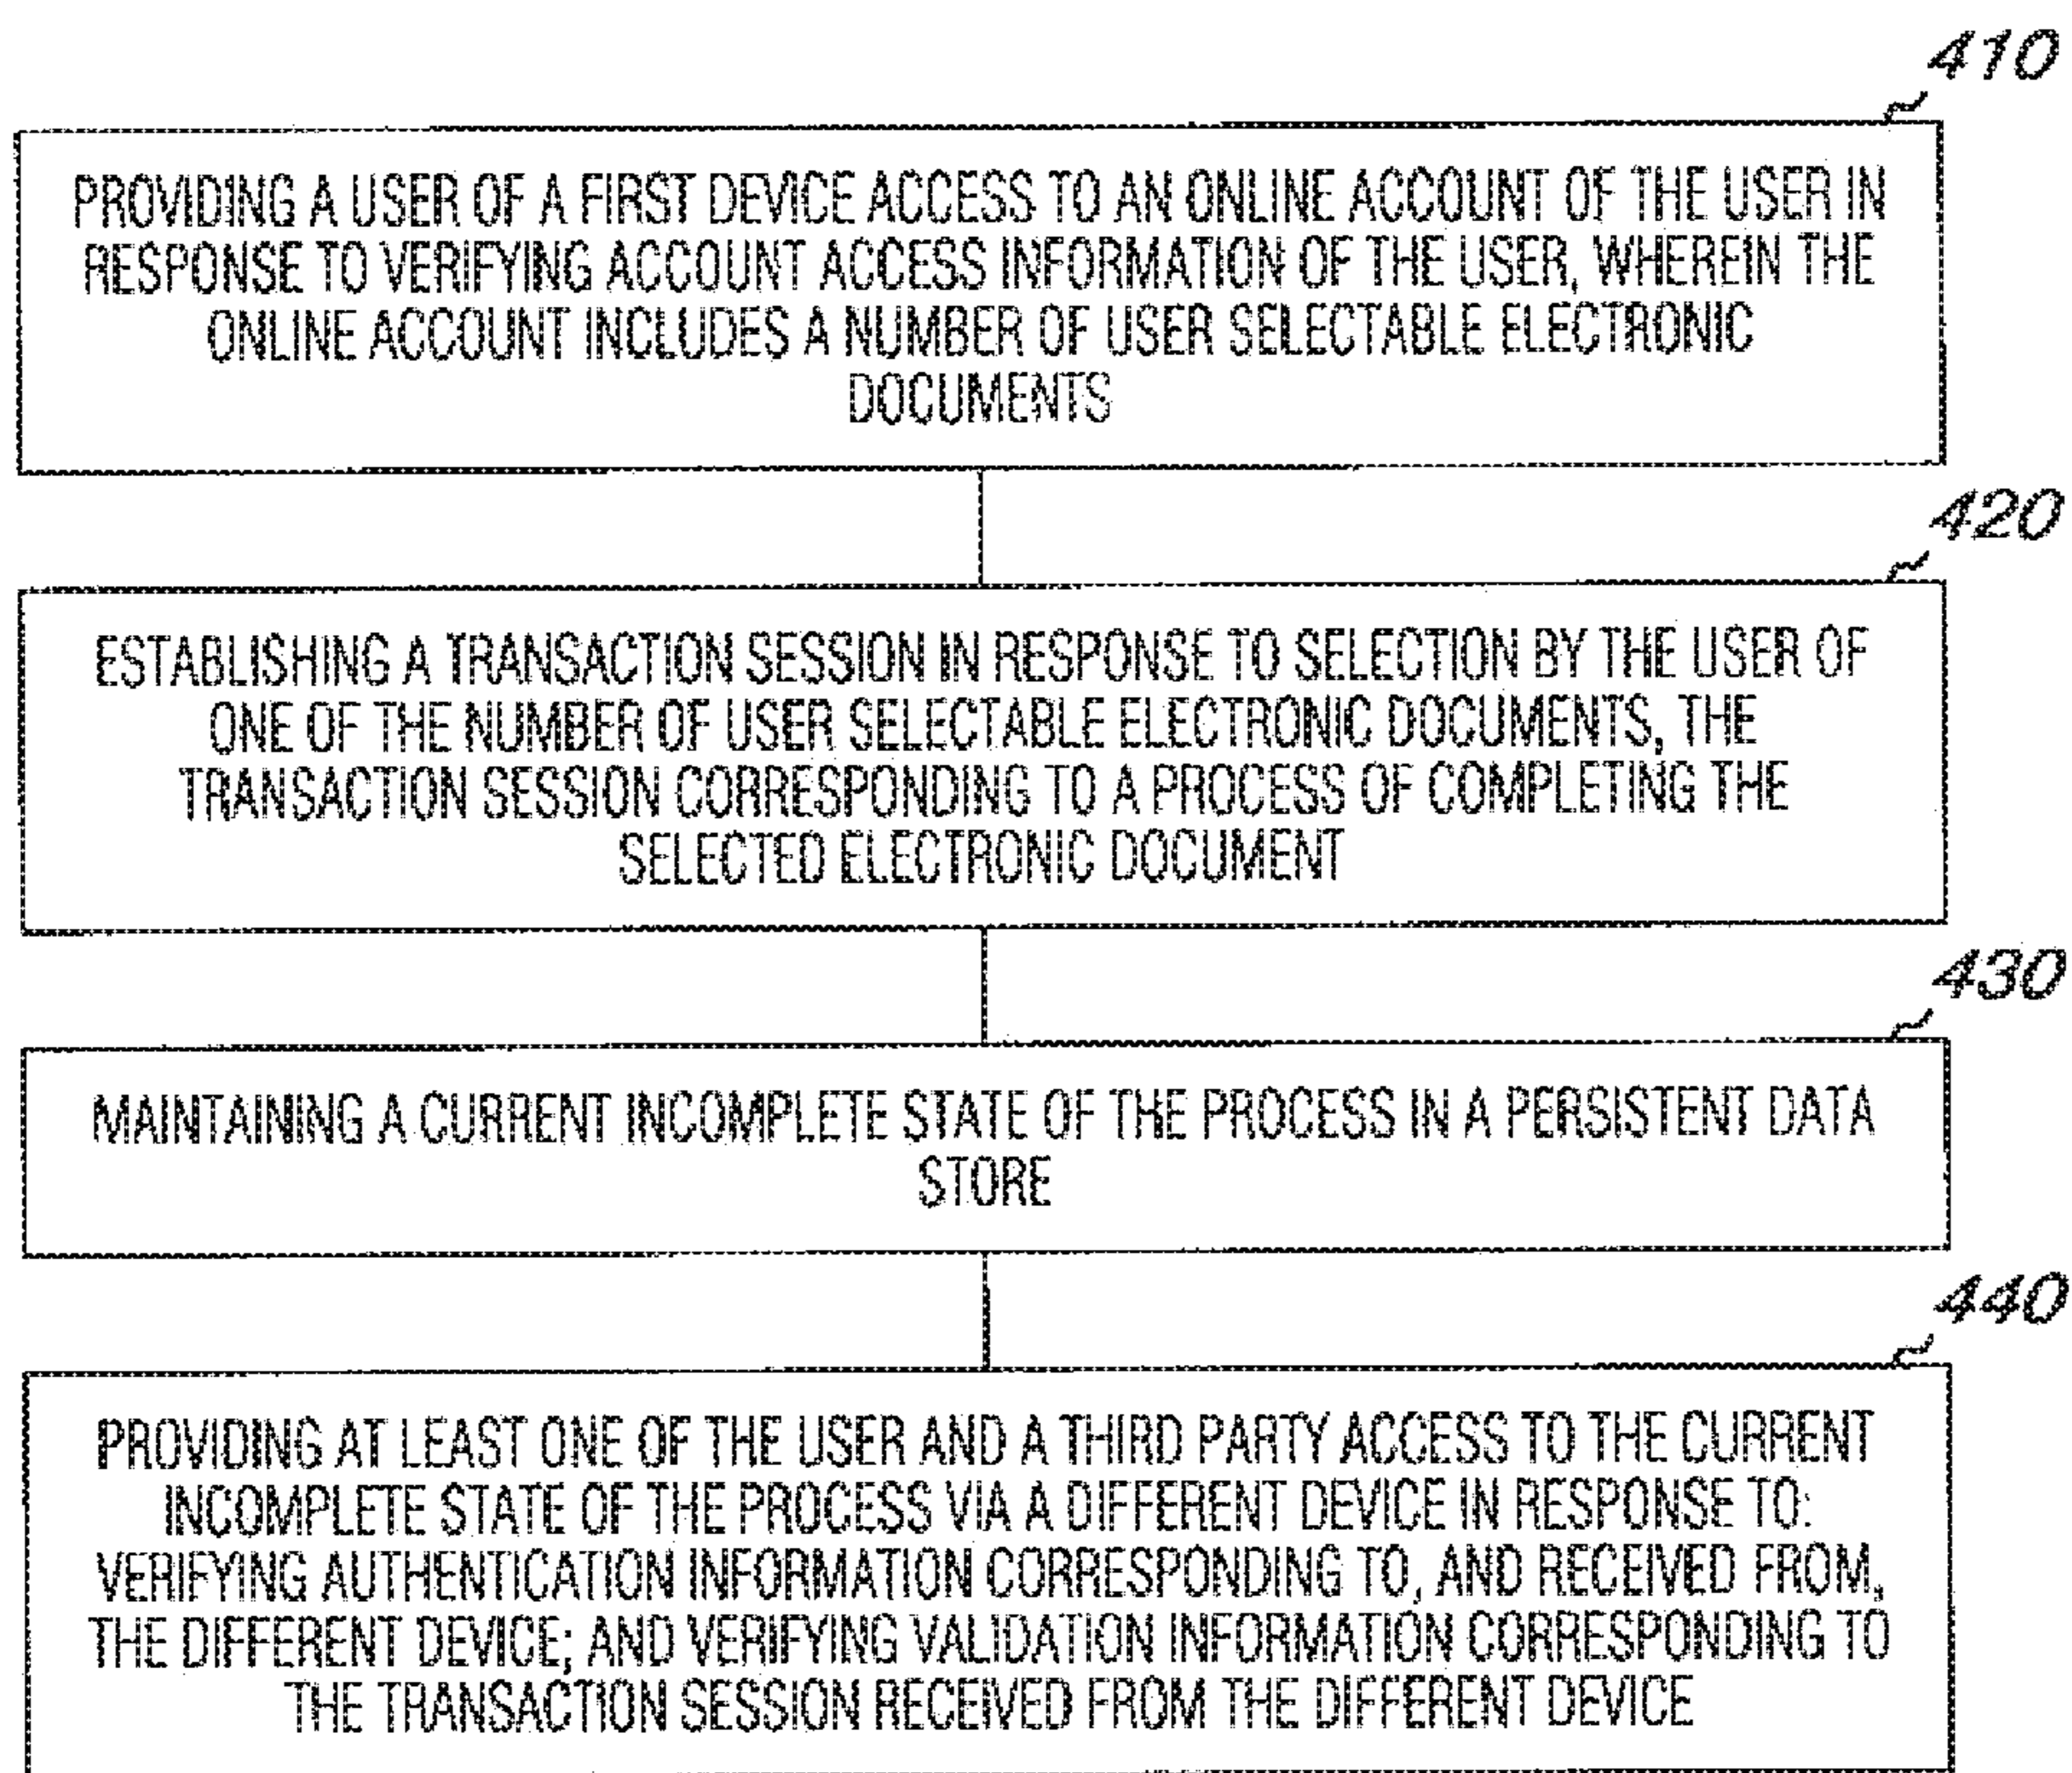 410
PROVIDING A USER OF A FIRST DEVICE ACCESS TO AN ONLINE ACCOUNT OF THE USER IN
RESPONSE TO VERIFYING ACCOUNT ACCESS INFORMATION OF THE USER, WHEREIN THE
ONLINE ACCOUNT INCLUDES A NUMBER OF USER SELECTABLE ELECTRONIC
DOCUMENTS
420
ESTABLISHING A TRANSACTION SESSION IN RESPONSE TO SELECTION BY THE USER OF
ONE OF THE NUMBER OF USER SELECTABLE ELECTRONIC DOCUMENTS, THE
TRANSACTION SESSION CORRESPONDING TO A PROCESS OF COMPLETING THE
SELECTED ELECTRONIC DOCUMENT
430
MAINTAINING A CURRENT INCOMPLETE STATE OF THE PROCESS IN A PERSISTENT DATA
STORE
440
PROVIDING AT LEAST ONE OF THE USER AND A THIRD PARTY ACCESS TO THE CURRENT
INCOMPLETE STATE OF THE PROCESS VIA A DIFFERENT DEVICE IN RESPONSE TO:
VERIFYING AUTHENTICATION INFORMATION CORRESPONDING TO, AND RECEIVED FROM,
THE DIFFERENT DEVICE; AND VERIFYING VALIDATION INFORMATION CORRESPONDING TO
THE TRANSACTION SESSION RECEIVED FROM THE DIFFERENT DEVICE